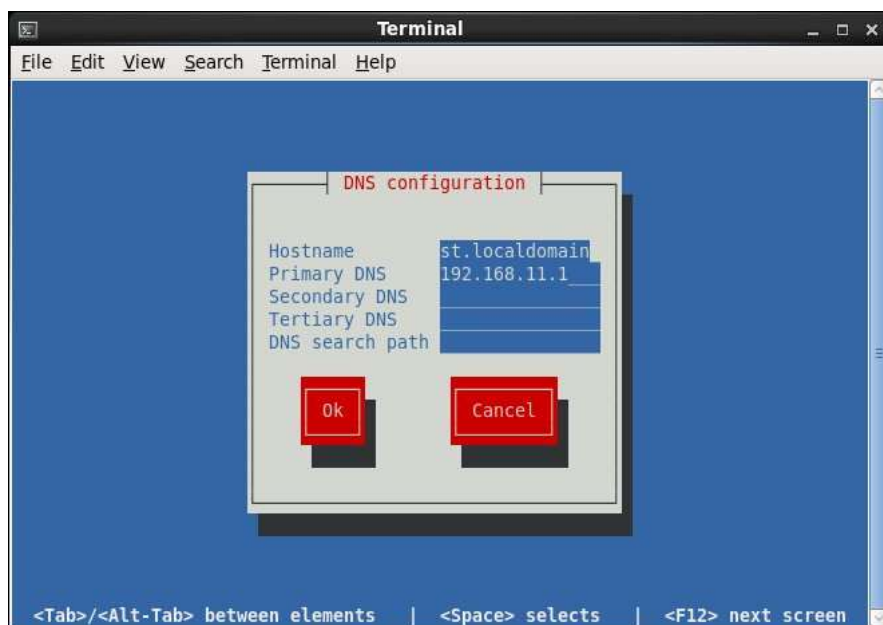 Terminal
File Edit View Search Terminal Help
DNS configuration
Hostname st.localdomain
Primary DNS 192.168.11.1___
Secondary DNS
Tertiary DNS
DNS search path
Ok Cancel
<Tab>/<Alt-Tab> between elements | <Space> selects | <F12> next screen